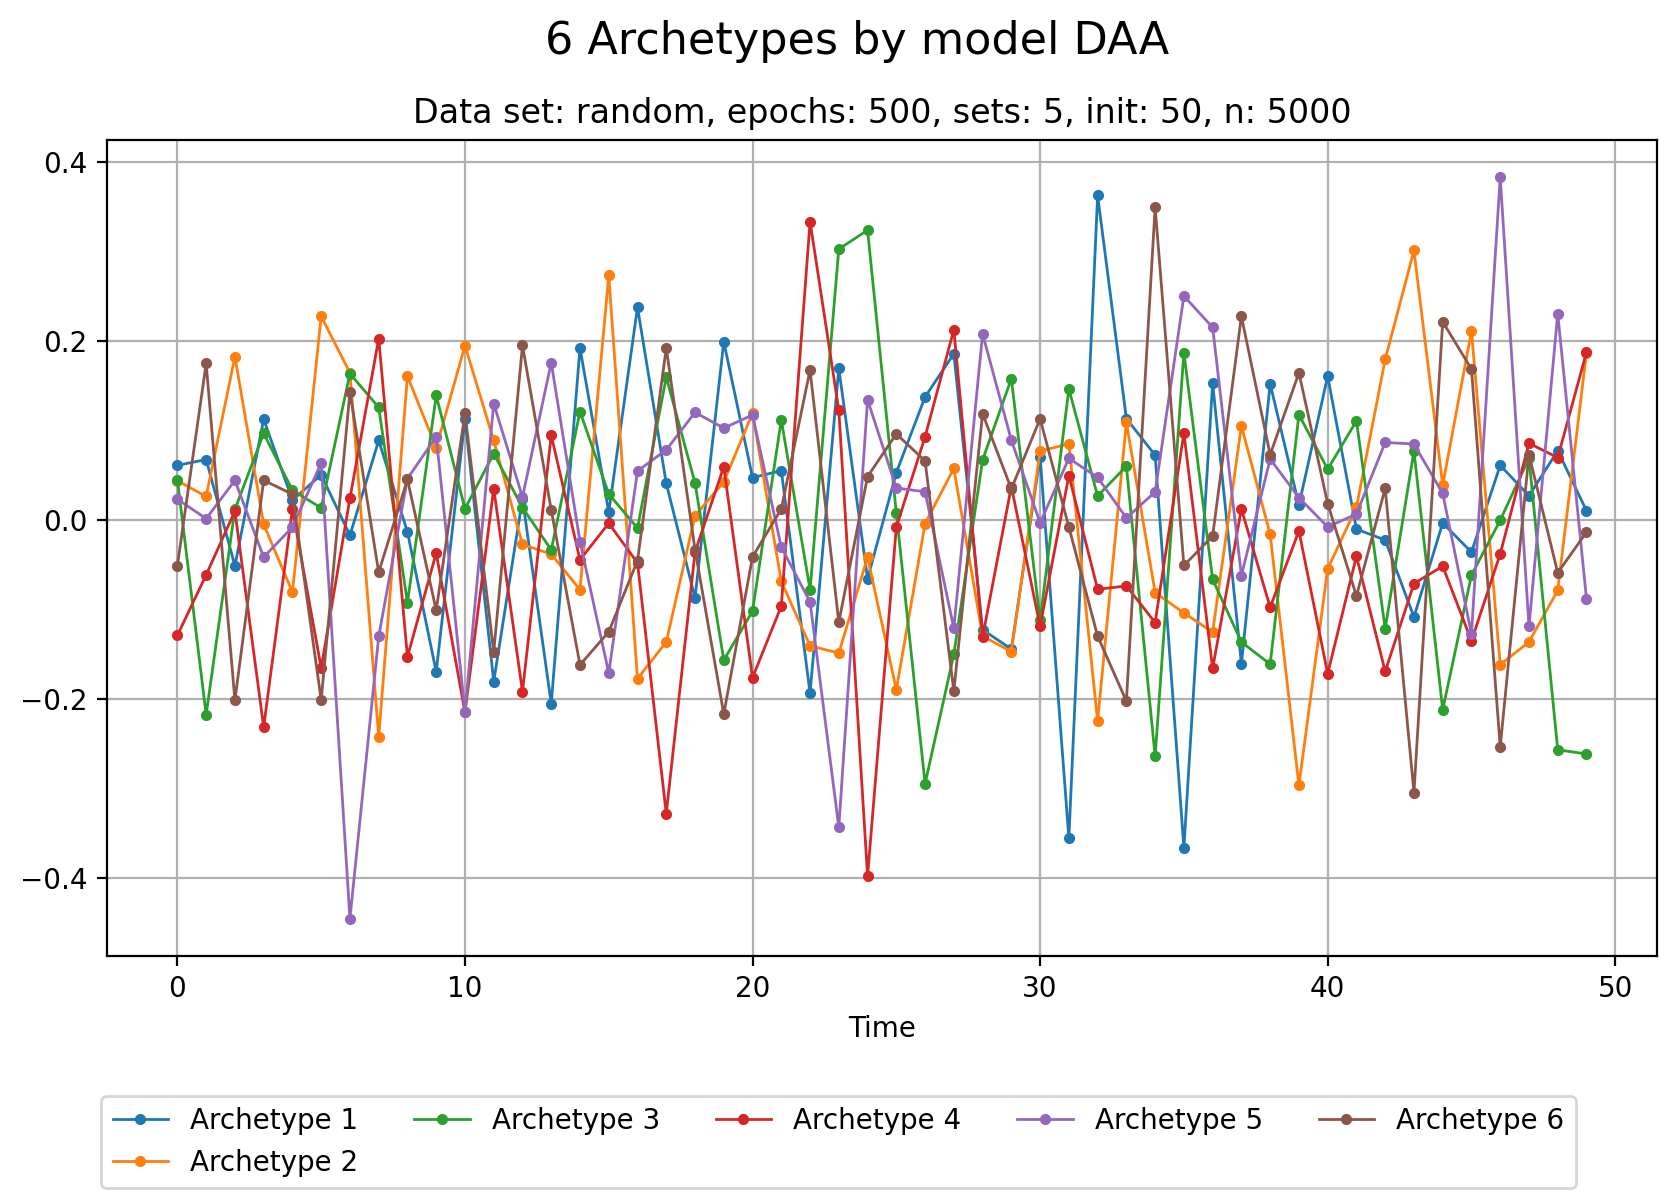 6 Archetypes by model DAA
Data set: random, epochs: 500, sets: 5, init: 50, n: 5000
0.4
0.2
0.0
−0.2
−0.4
0 10 20 30 40 50
Time
Archetype 1 Archetype 3 Archetype 4 Archetype 5 Archetype 6
Archetype 2